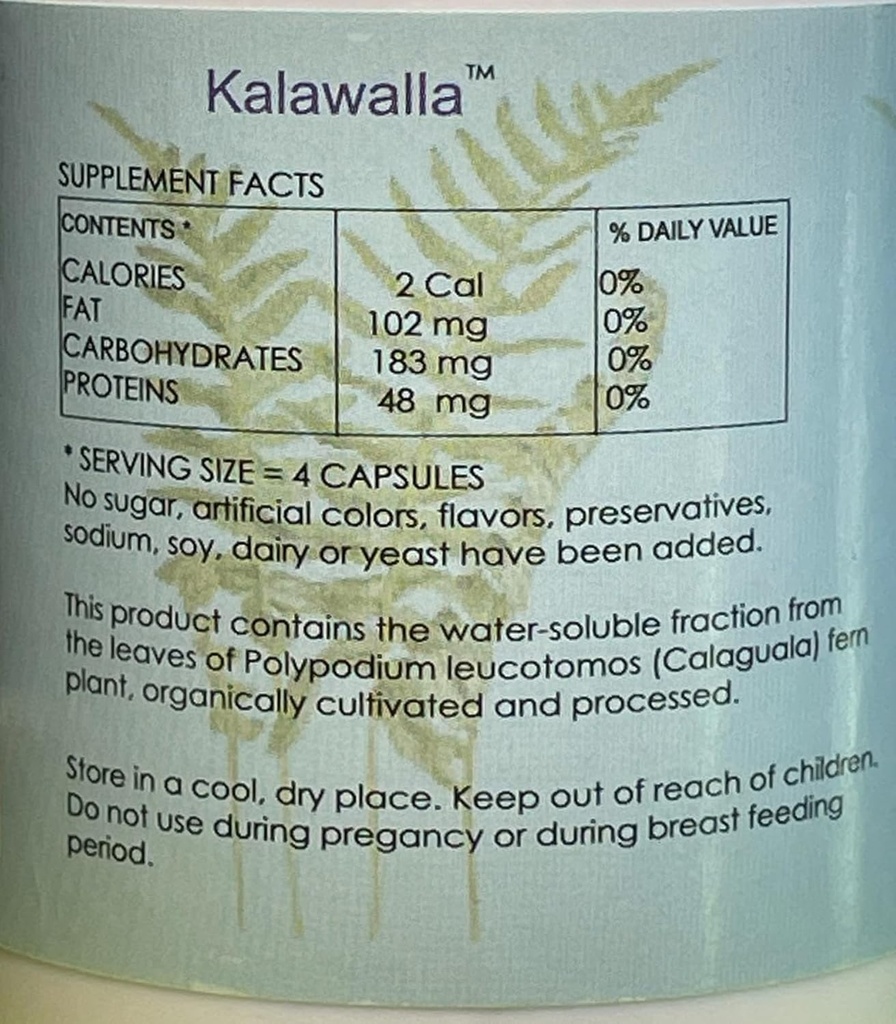 Kalawalla™
SUPPLEMENT FACTS
CONTENTS * % DAILY VALUE
CALORIES 2 Cal 0%
FAT 102 mg 0%
CARBOHYDRATES 183 mg 0%
PROTEINS 48 mg 0%
* SERVING SIZE = 4 CAPSULES
No sugar, artificial colors, flavors, preservatives,
sodium, soy, dairy or yeast have been added.
This product contains the water-soluble fraction from
the leaves of Polypodium leucotomos (Calaguala) fern
plant, organically cultivated and processed.
Store in a cool, dry place. Keep out of reach of children.
Do not use during pregancy or during breast feeding
period.